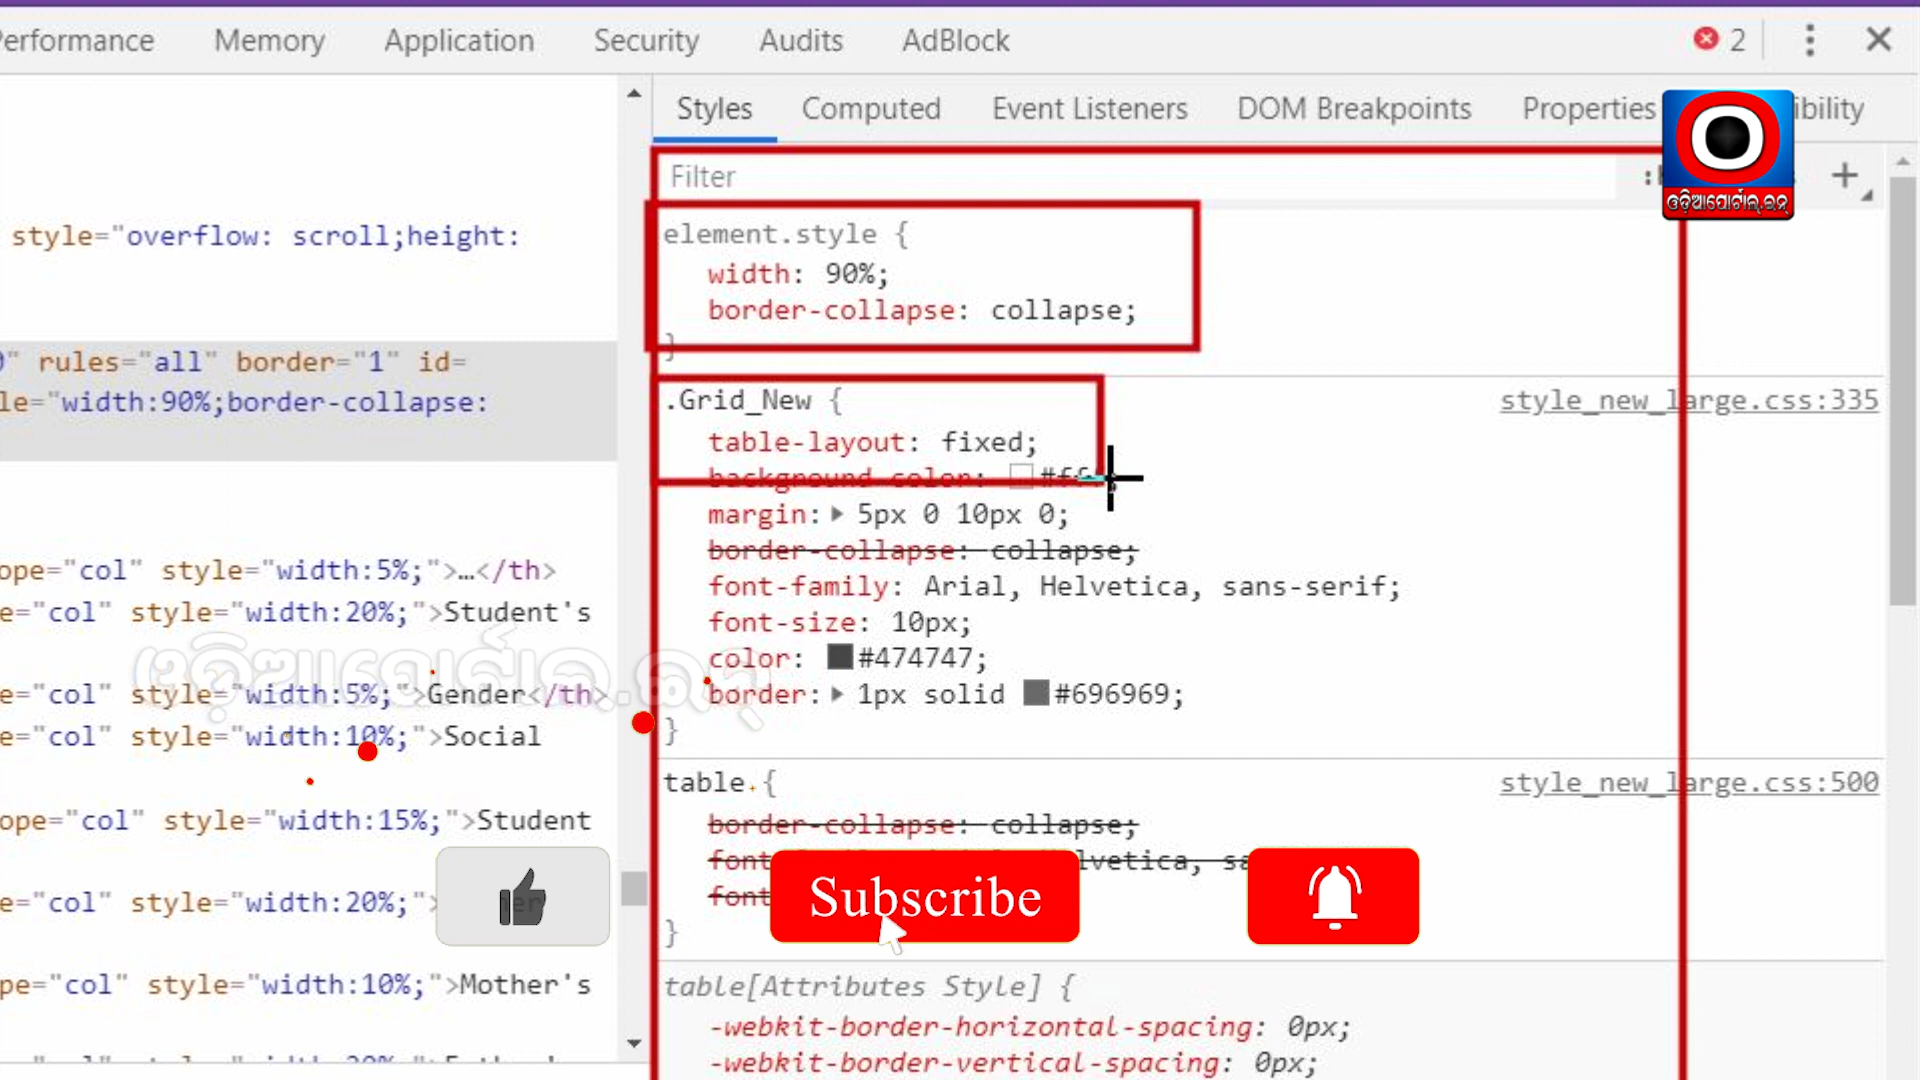 Performance Memory Application Security Audits AdBlock 2
Styles Computed Event Listeners DOM Breakpoints Properties
Filter
ଓଡ଼ିଆପୋର୍ଟାଲ୍.ଇନ୍
style="overflow: scroll;height:
rules="all" border="1" id=
"width:90%;border-collapse:
"col" style="width:5%;">…</th>
"col" style="width:20%;">Student's
"col" style="width:5%;">Gender</th>
"col" style="width:10%;">Social
"col" style="width:15%;">Student
"col" style="width:20%;">
"col" style="width:10%;">Mother's
ଓଡ଼ିଆପୋର୍ଟାଲ୍.ଇନ୍
element.style {
width: 90%;
border-collapse: collapse;
}
.Grid_New { style_new_large.css:335
table-layout: fixed;
background-color:
margin: 5px 0 10px 0;
border-collapse: collapse;
font-family: Arial, Helvetica, sans-serif;
font-size: 10px;
color: #474747;
border: 1px solid #696969;
}
table { style_new_large.css:500
border-collapse: collapse;
Subscribe
}
table[Attributes Style] {
-webkit-border-horizontal-spacing: 0px;
-webkit-border-vertical-spacing: 0px;